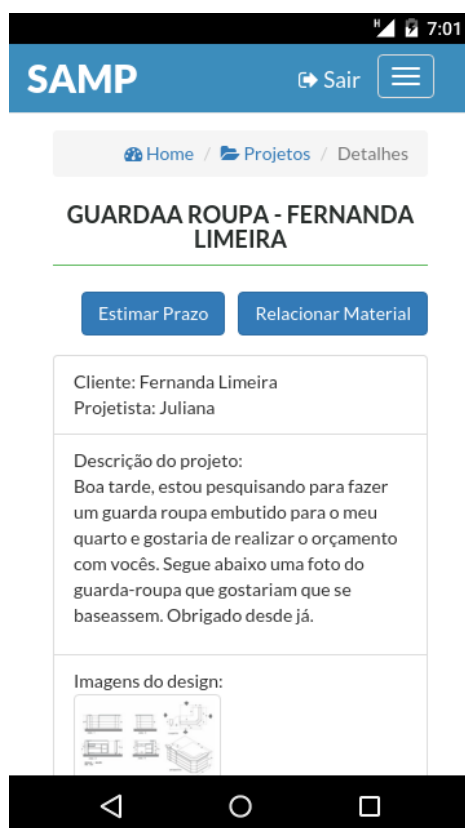 H 7:01
SAMP Sair
Home / Projetos / Detalhes
GUARDAA ROUPA - FERNANDA
LIMEIRA
Estimar Prazo Relacionar Material
Cliente: Fernanda Limeira
Projetista: Juliana
Descrição do projeto:
Boa tarde, estou pesquisando para fazer
um guarda roupa embutido para o meu
quarto e gostaria de realizar o orçamento
com vocês. Segue abaixo uma foto do
guarda-roupa que gostariam que se
baseassem. Obrigado desde já.
Imagens do design: